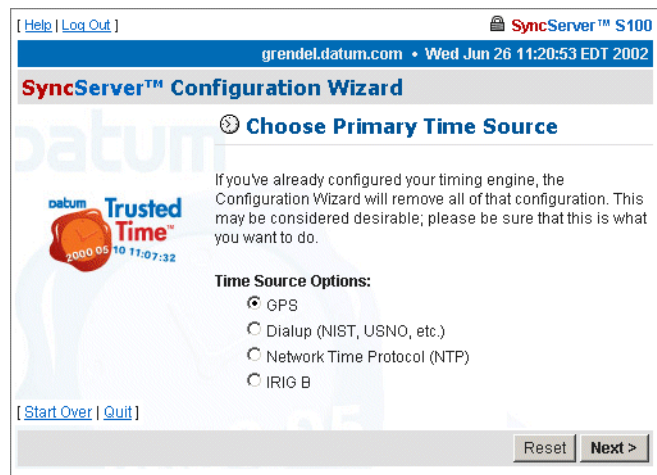 [ Help | Log Out ]
SyncServer™ S100
grendel.datum.com • Wed Jun 26 11:20:53 EDT 2002
SyncServer™ Configuration Wizard
Choose Primary Time Source
Datum
If you've already configured your timing engine, the
Configuration Wizard will remove all of that configuration. This
may be considered desirable; please be sure that this is what
you want to do.
Datum Trusted
Time™
2000 05 10 11:07:32
Time Source Options:
GPS
Dialup (NIST, USNO, etc.)
Network Time Protocol (NTP)
IRIG B
[ Start Over | Quit ]
Reset
Next >